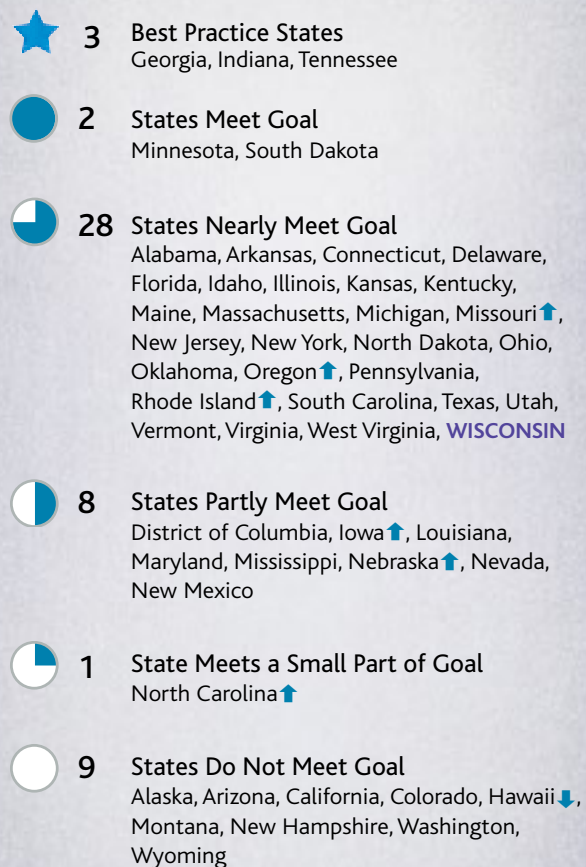 3 Best Practice States
Georgia, Indiana, Tennessee
2 States Meet Goal
Minnesota, South Dakota
28 States Nearly Meet Goal
Alabama, Arkansas, Connecticut, Delaware,
Florida, Idaho, Illinois, Kansas, Kentucky,
Maine, Massachusetts, Michigan, Missouri⬆,
New Jersey, New York, North Dakota, Ohio,
Oklahoma, Oregon⬆, Pennsylvania,
Rhode Island⬆, South Carolina, Texas, Utah,
Vermont, Virginia, West Virginia, WISCONSIN
8 States Partly Meet Goal
District of Columbia, Iowa⬆, Louisiana,
Maryland, Mississippi, Nebraska⬆, Nevada,
New Mexico
1 State Meets a Small Part of Goal
North Carolina⬆
9 States Do Not Meet Goal
Alaska, Arizona, California, Colorado, Hawaii⬇,
Montana, New Hampshire, Washington,
Wyoming